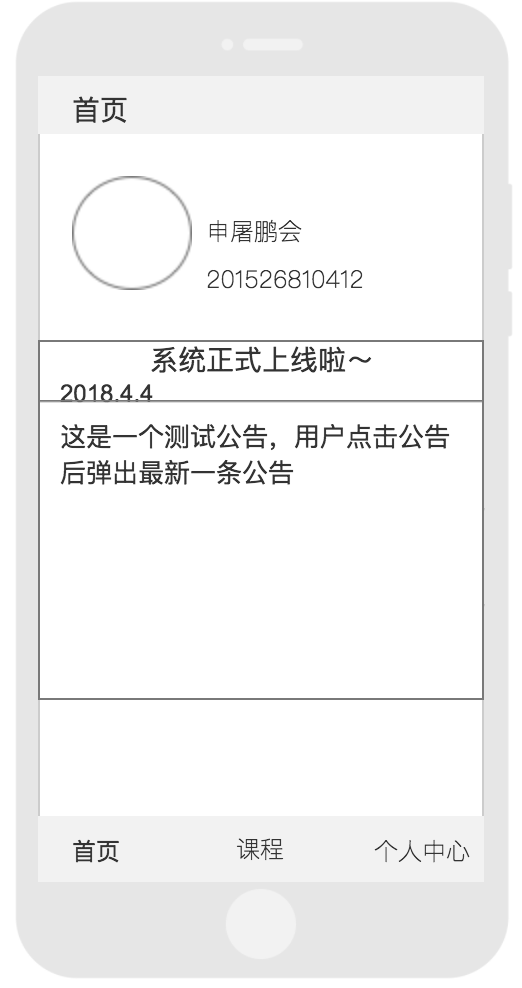 首页
申屠鹏会
201526810412
系统正式上线啦～
2018.4.4
这是一个测试公告，用户点击公告
后弹出最新一条公告
首页
课程
个人中心